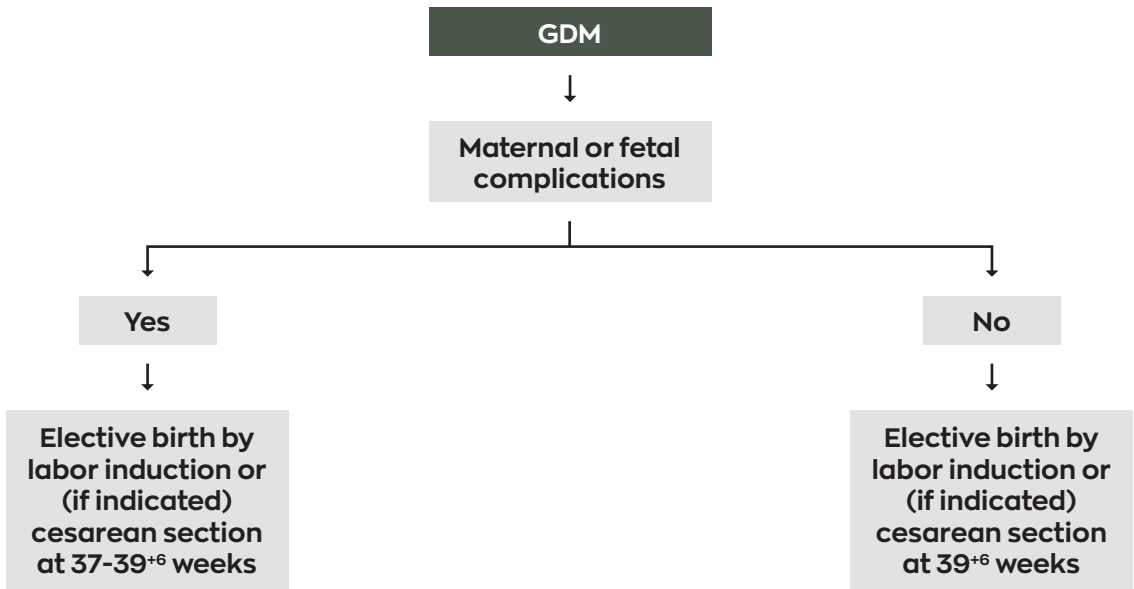 GDM
Maternal or fetal
complications
Yes
No
Elective birth by
labor induction or
(if indicated)
cesarean section
at 37-39⁺⁶ weeks
Elective birth by
labor induction or
(if indicated)
cesarean section
at 39⁺⁶ weeks